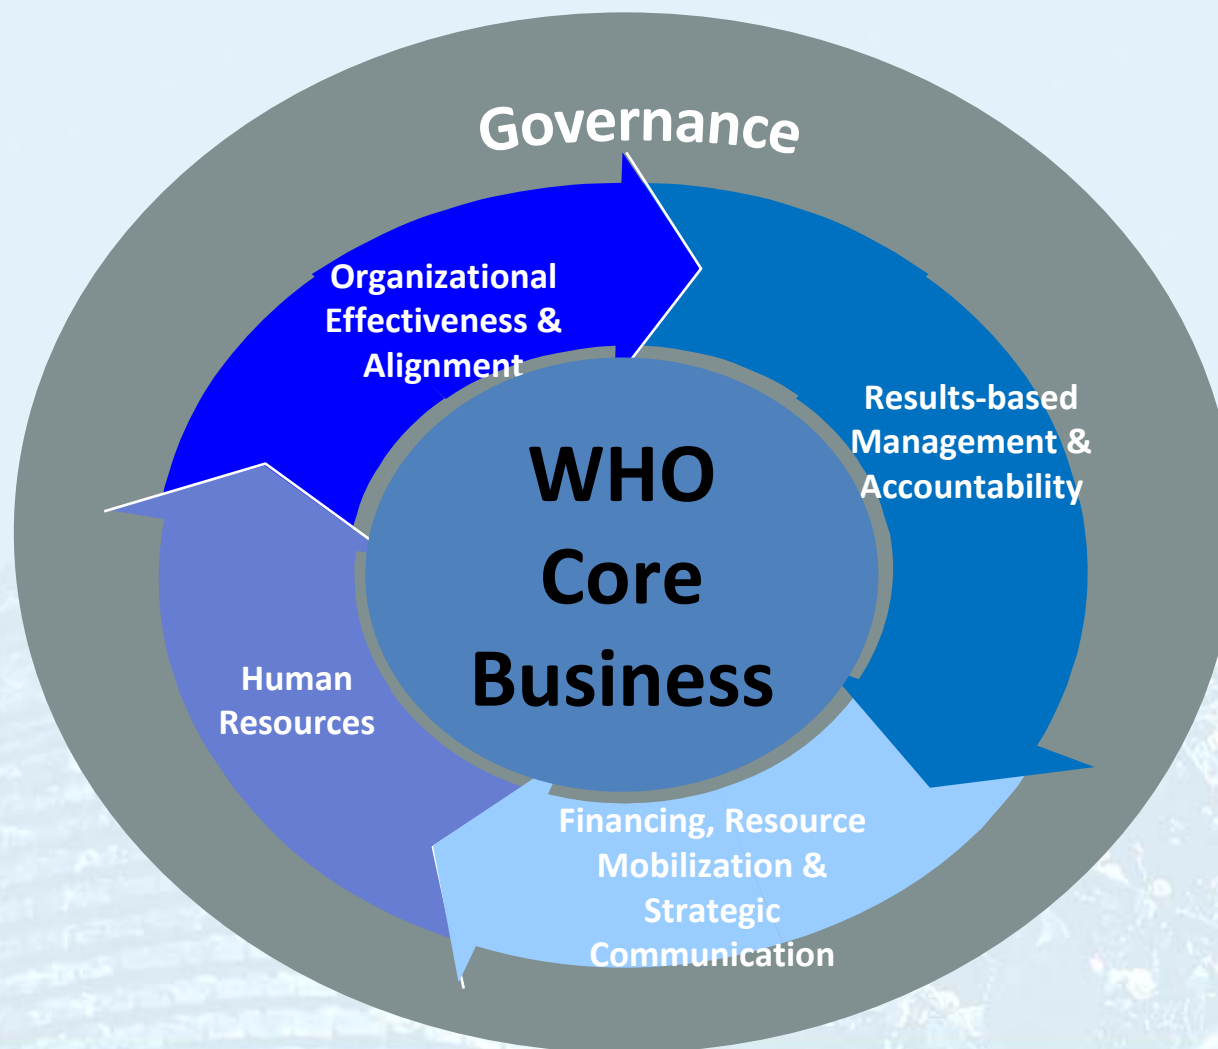 Governance
Organizational
Effectiveness &
Alignment
Results-based
Management &
Accountability
WHO
Core
Business
Human
Resources
Financing, Resource
Mobilization &
Strategic
Communication